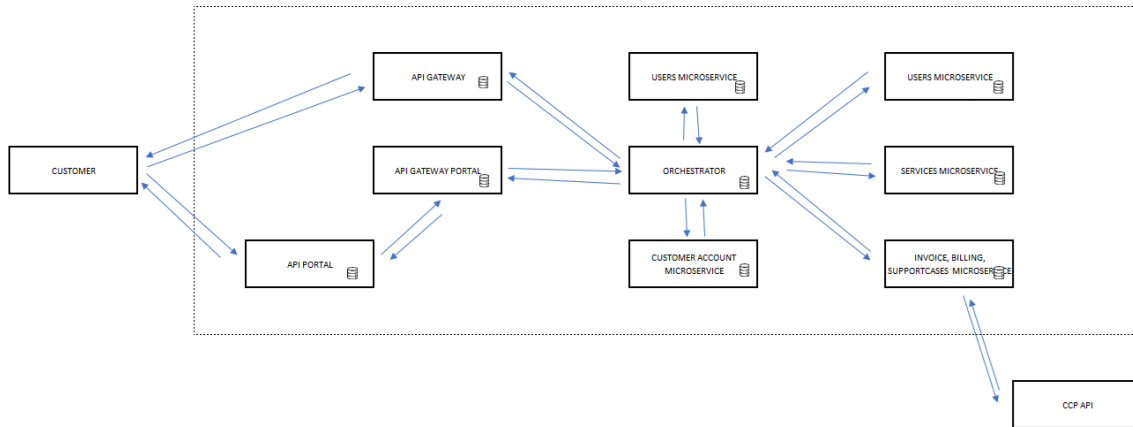 API GATEWAY
USERS MICROSERVICE
USERS MICROSERVICE
CUSTOMER
API GATEWAY PORTAL
ORCHESTRATOR
SERVICES MICROSERVICE
API PORTAL
CUSTOMER ACCOUNT
MICROSERVICE
INVOICE, BILLING,
SUPPORTCASES MICROSERVICE
CCP API